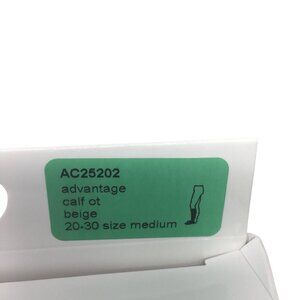 AC25202
advantage
calf ot
beige
20-30 size medium